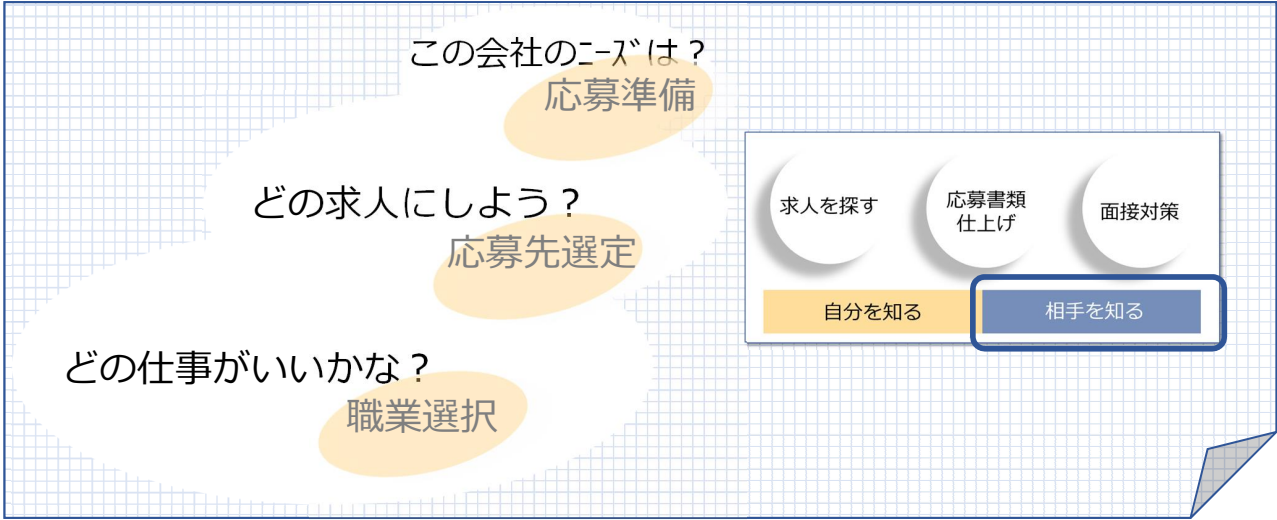 この会社のﾆｰｽﾞは？
応募準備
どの求人にしよう？
応募先選定
どの仕事がいいかな？
職業選択
求人を探す
応募書類
仕上げ
面接対策
自分を知る
相手を知る